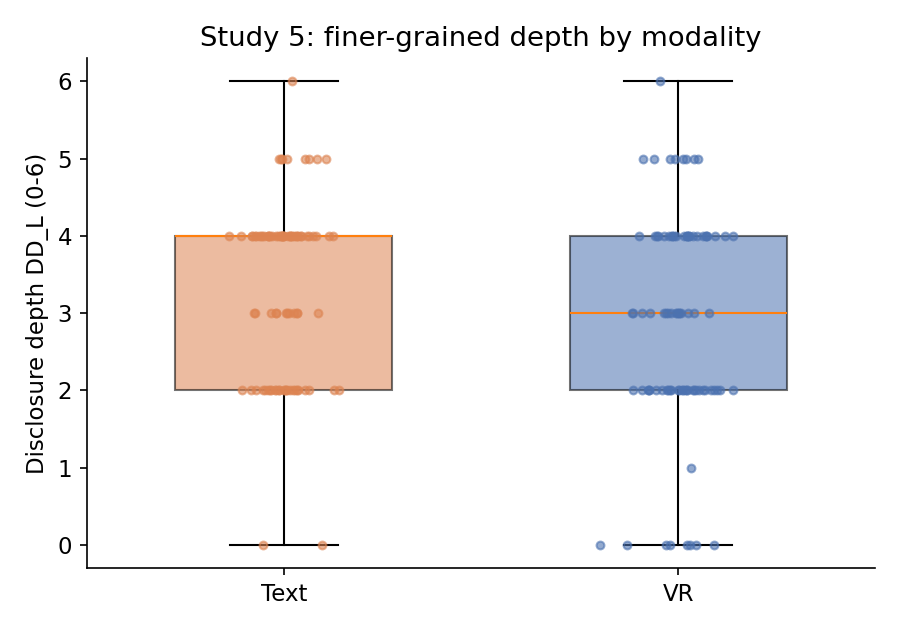 Study 5: finer-grained depth by modality
Disclosure depth DD_L (0-6)
6
5
4
3
2
1
0
Text
VR